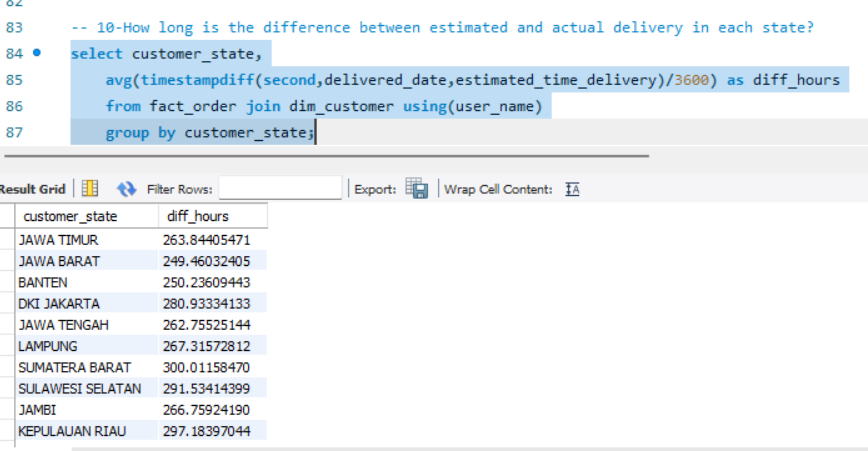 82
83 -- 10-How long is the difference between estimated and actual delivery in each state?
84 select customer_state,
85 avg(timestampdiff(second,delivered_date,estimated_time_delivery)/3600) as diff_hours
86 from fact_order join dim_customer using(user_name)
87 group by customer_state;
Result Grid Filter Rows: Export: Wrap Cell Content: IA
customer_state diff_hours
JAWA TIMUR 263.84405471
JAWA BARAT 249.46032405
BANTEN 250.23609443
DKI JAKARTA 280.93334133
JAWA TENGAH 262.75525144
LAMPUNG 267.31572812
SUMATERA BARAT 300.01158470
SULAWESI SELATAN 291.53414399
JAMBI 266.75924190
KEPULAUAN RIAU 297.18397044